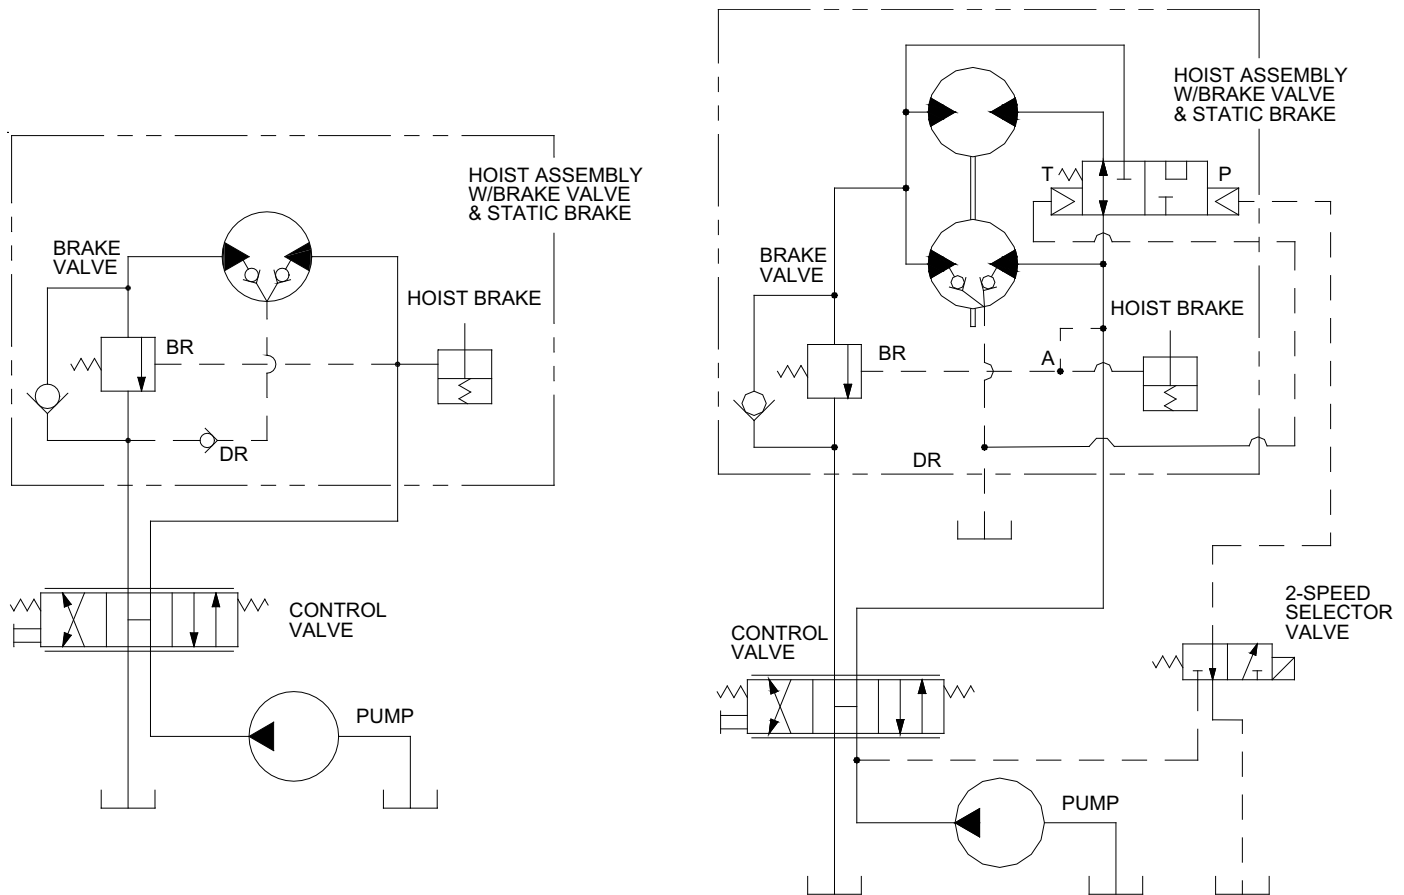 HOIST ASSEMBLY
W/BRAKE VALVE
& STATIC BRAKE
BRAKE
VALVE
HOIST BRAKE
BR
DR
CONTROL
VALVE
PUMP
HOIST ASSEMBLY
W/BRAKE VALVE
& STATIC BRAKE
T
P
BRAKE
VALVE
HOIST BRAKE
BR
A
DR
2-SPEED
SELECTOR
VALVE
CONTROL
VALVE
PUMP